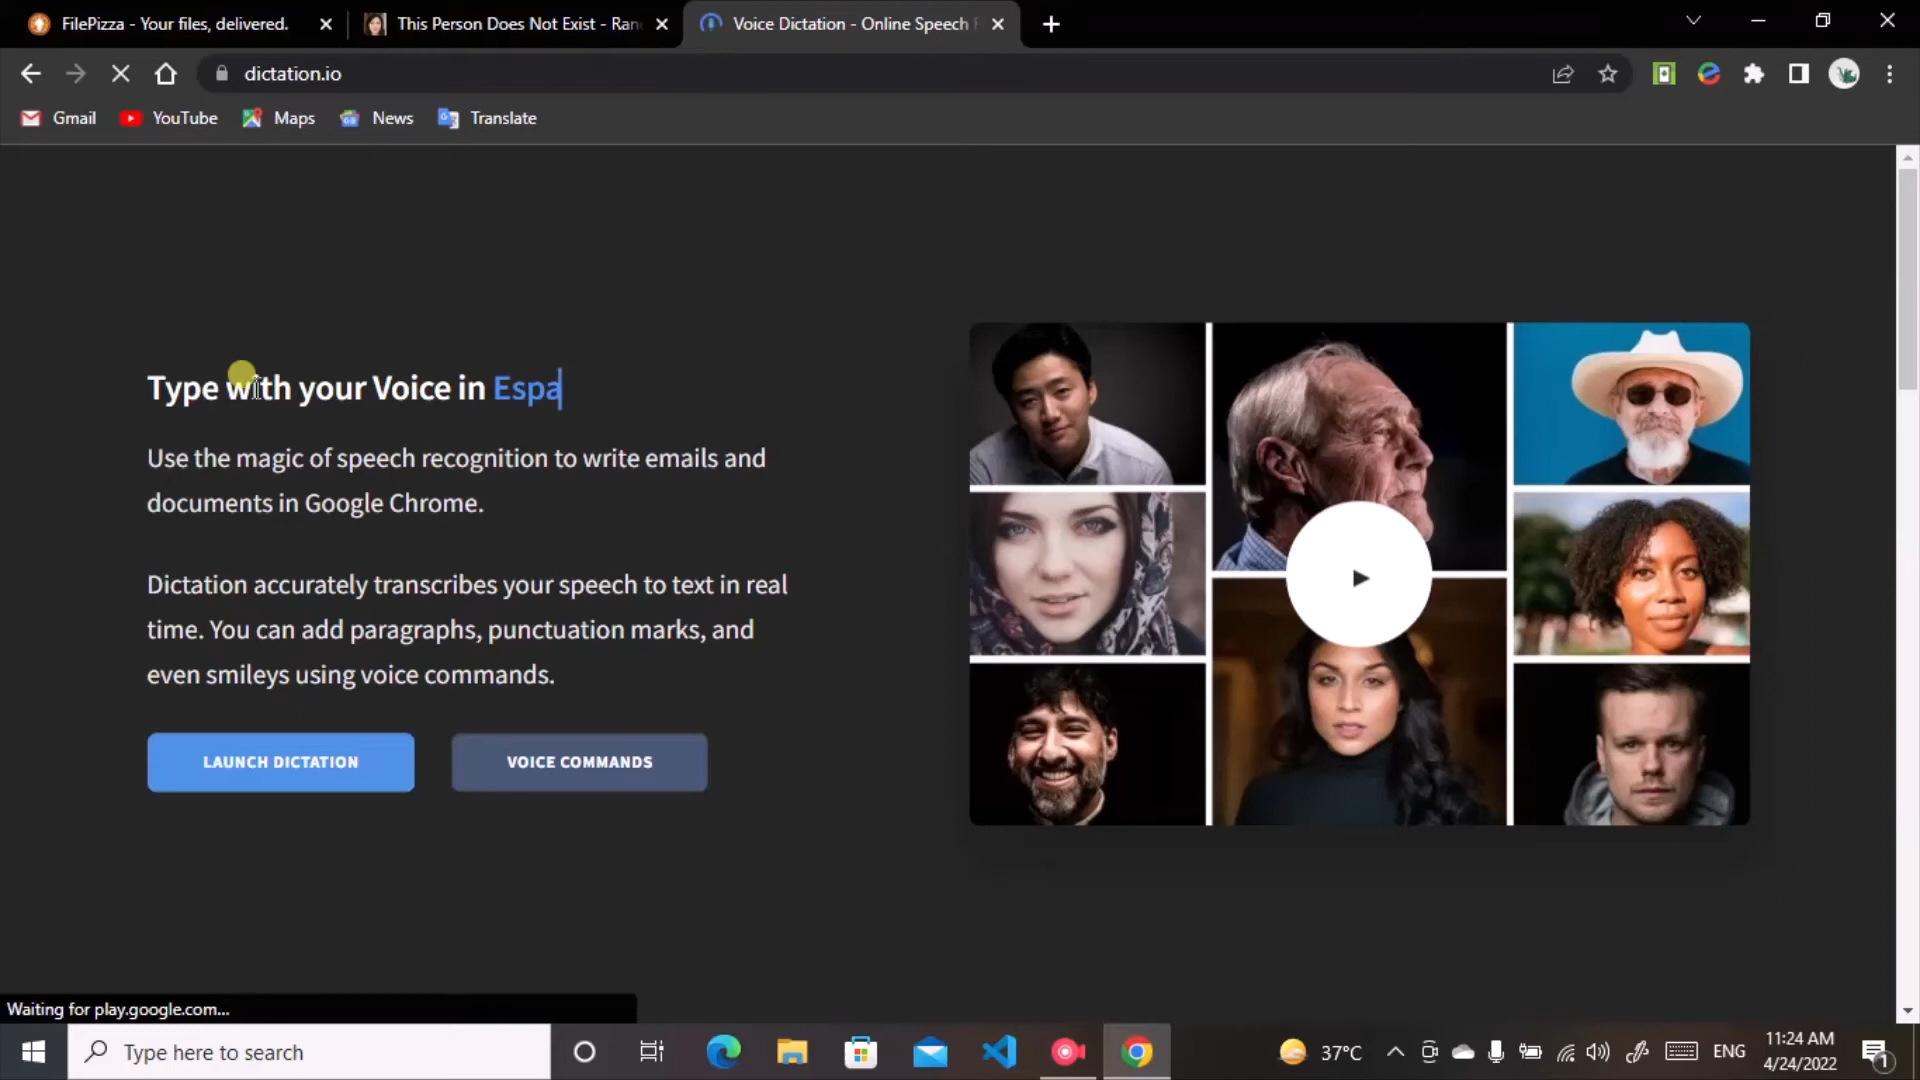 FilePizza - Your files, delivered.
This Person Does Not Exist - Ran
Voice Dictation - Online Speech
dictation.io
Gmail
YouTube
Maps
News
Translate
Type with your Voice in Espa
Use the magic of speech recognition to write emails and
documents in Google Chrome.
Dictation accurately transcribes your speech to text in real
time. You can add paragraphs, punctuation marks, and
even smileys using voice commands.
LAUNCH DICTATION
VOICE COMMANDS
Waiting for play.google.com...
Type here to search
37°C
ENG
11:24 AM
4/24/2022
1